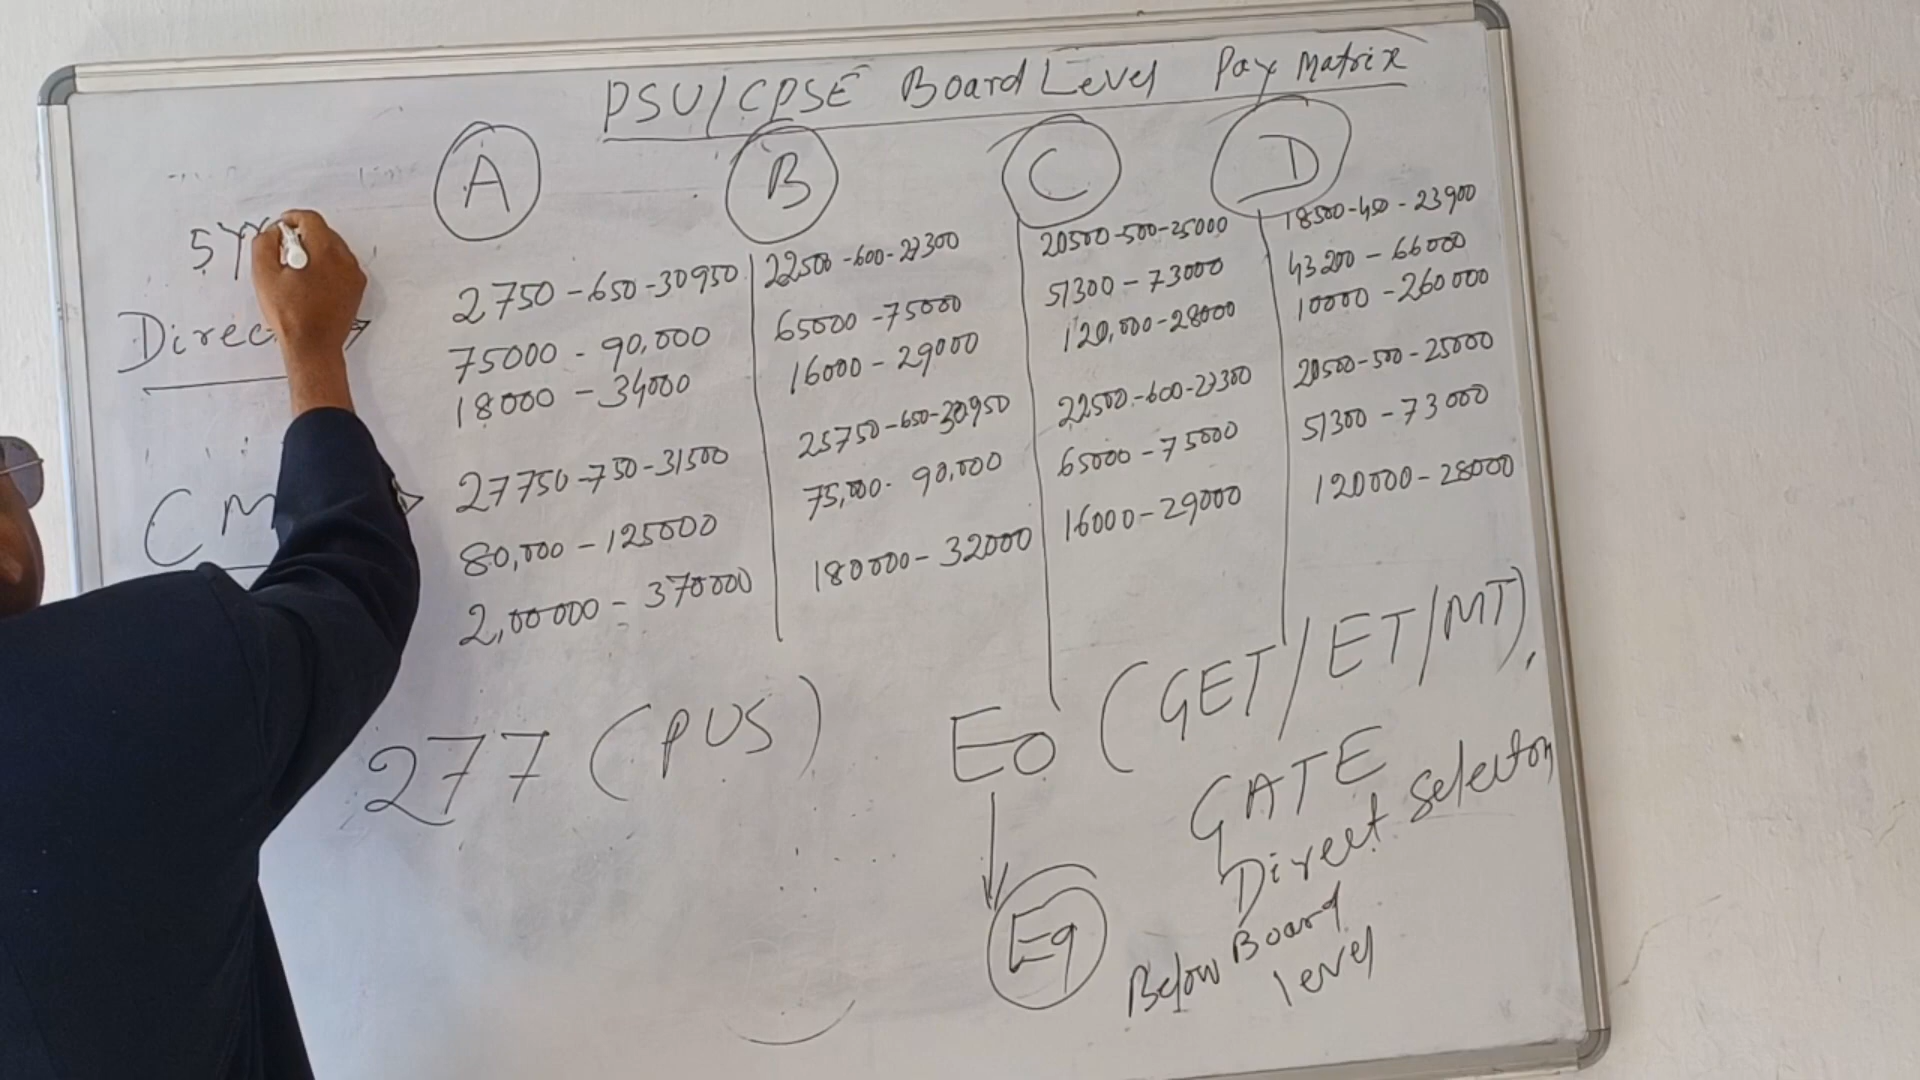 PSU/CPSE Board Level Pay Matrix
A B C D
5 yr
Direc
2750-650-30950
75000-90,000
18000-34000
22500-600-27300
65000-75000
16000-29000
20500-500-25000
51300-73000
120,000-28000
18500-450-23900
43200-66000
10000-260000
CM
27750-750-31500
80,000-125000
2,00000-370000
25750-650-30950
75,000-90,000
180000-32000
22500-600-27300
65000-75000
16000-29000
20500-500-25000
51300-73000
120000-28000
277 (PUS)
E0 (GET/ET/MT),
GATE
Direct Selecton
E9
Below Board
level